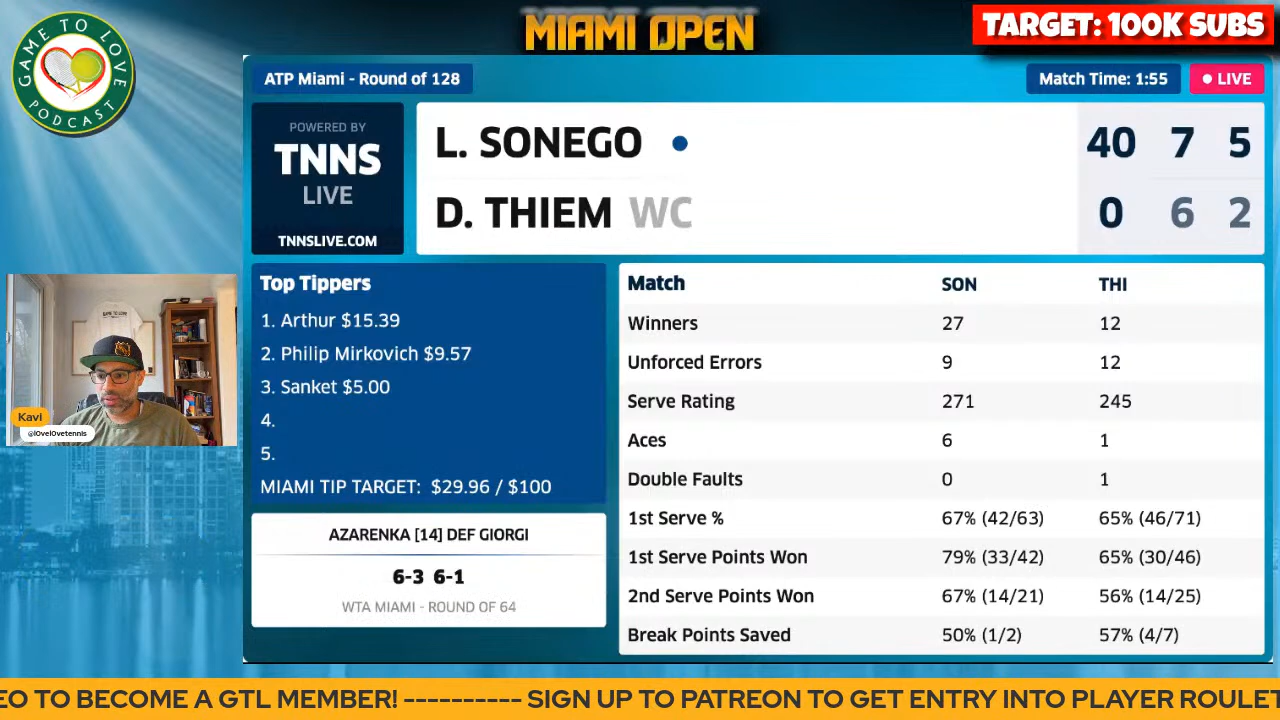 GAME TO LOVE
PODCAST
MIAMI OPEN
TARGET: 100K SUBS
ATP Miami - Round of 128
Match Time: 1:55
LIVE
POWERED BY
TNNS
LIVE
TNNSLIVE.COM
L. SONEGO 40 7 5
D. THIEM WC 0 6 2
Top Tippers
1. Arthur $15.39
2. Philip Mirkovich $9.57
3. Sanket $5.00
4.
5.
MIAMI TIP TARGET: $29.96 / $100
AZARENKA [14] DEF GIORGI
6-3 6-1
WTA MIAMI - ROUND OF 64
Match SON THI
Winners 27 12
Unforced Errors 9 12
Serve Rating 271 245
Aces 6 1
Double Faults 0 1
1st Serve % 67% (42/63) 65% (46/71)
1st Serve Points Won 79% (33/42) 65% (30/46)
2nd Serve Points Won 67% (14/21) 56% (14/25)
Break Points Saved 50% (1/2) 57% (4/7)
Kavi
@l0vel0vetennis
EO TO BECOME A GTL MEMBER! ---------- SIGN UP TO PATREON TO GET ENTRY INTO PLAYER ROULET